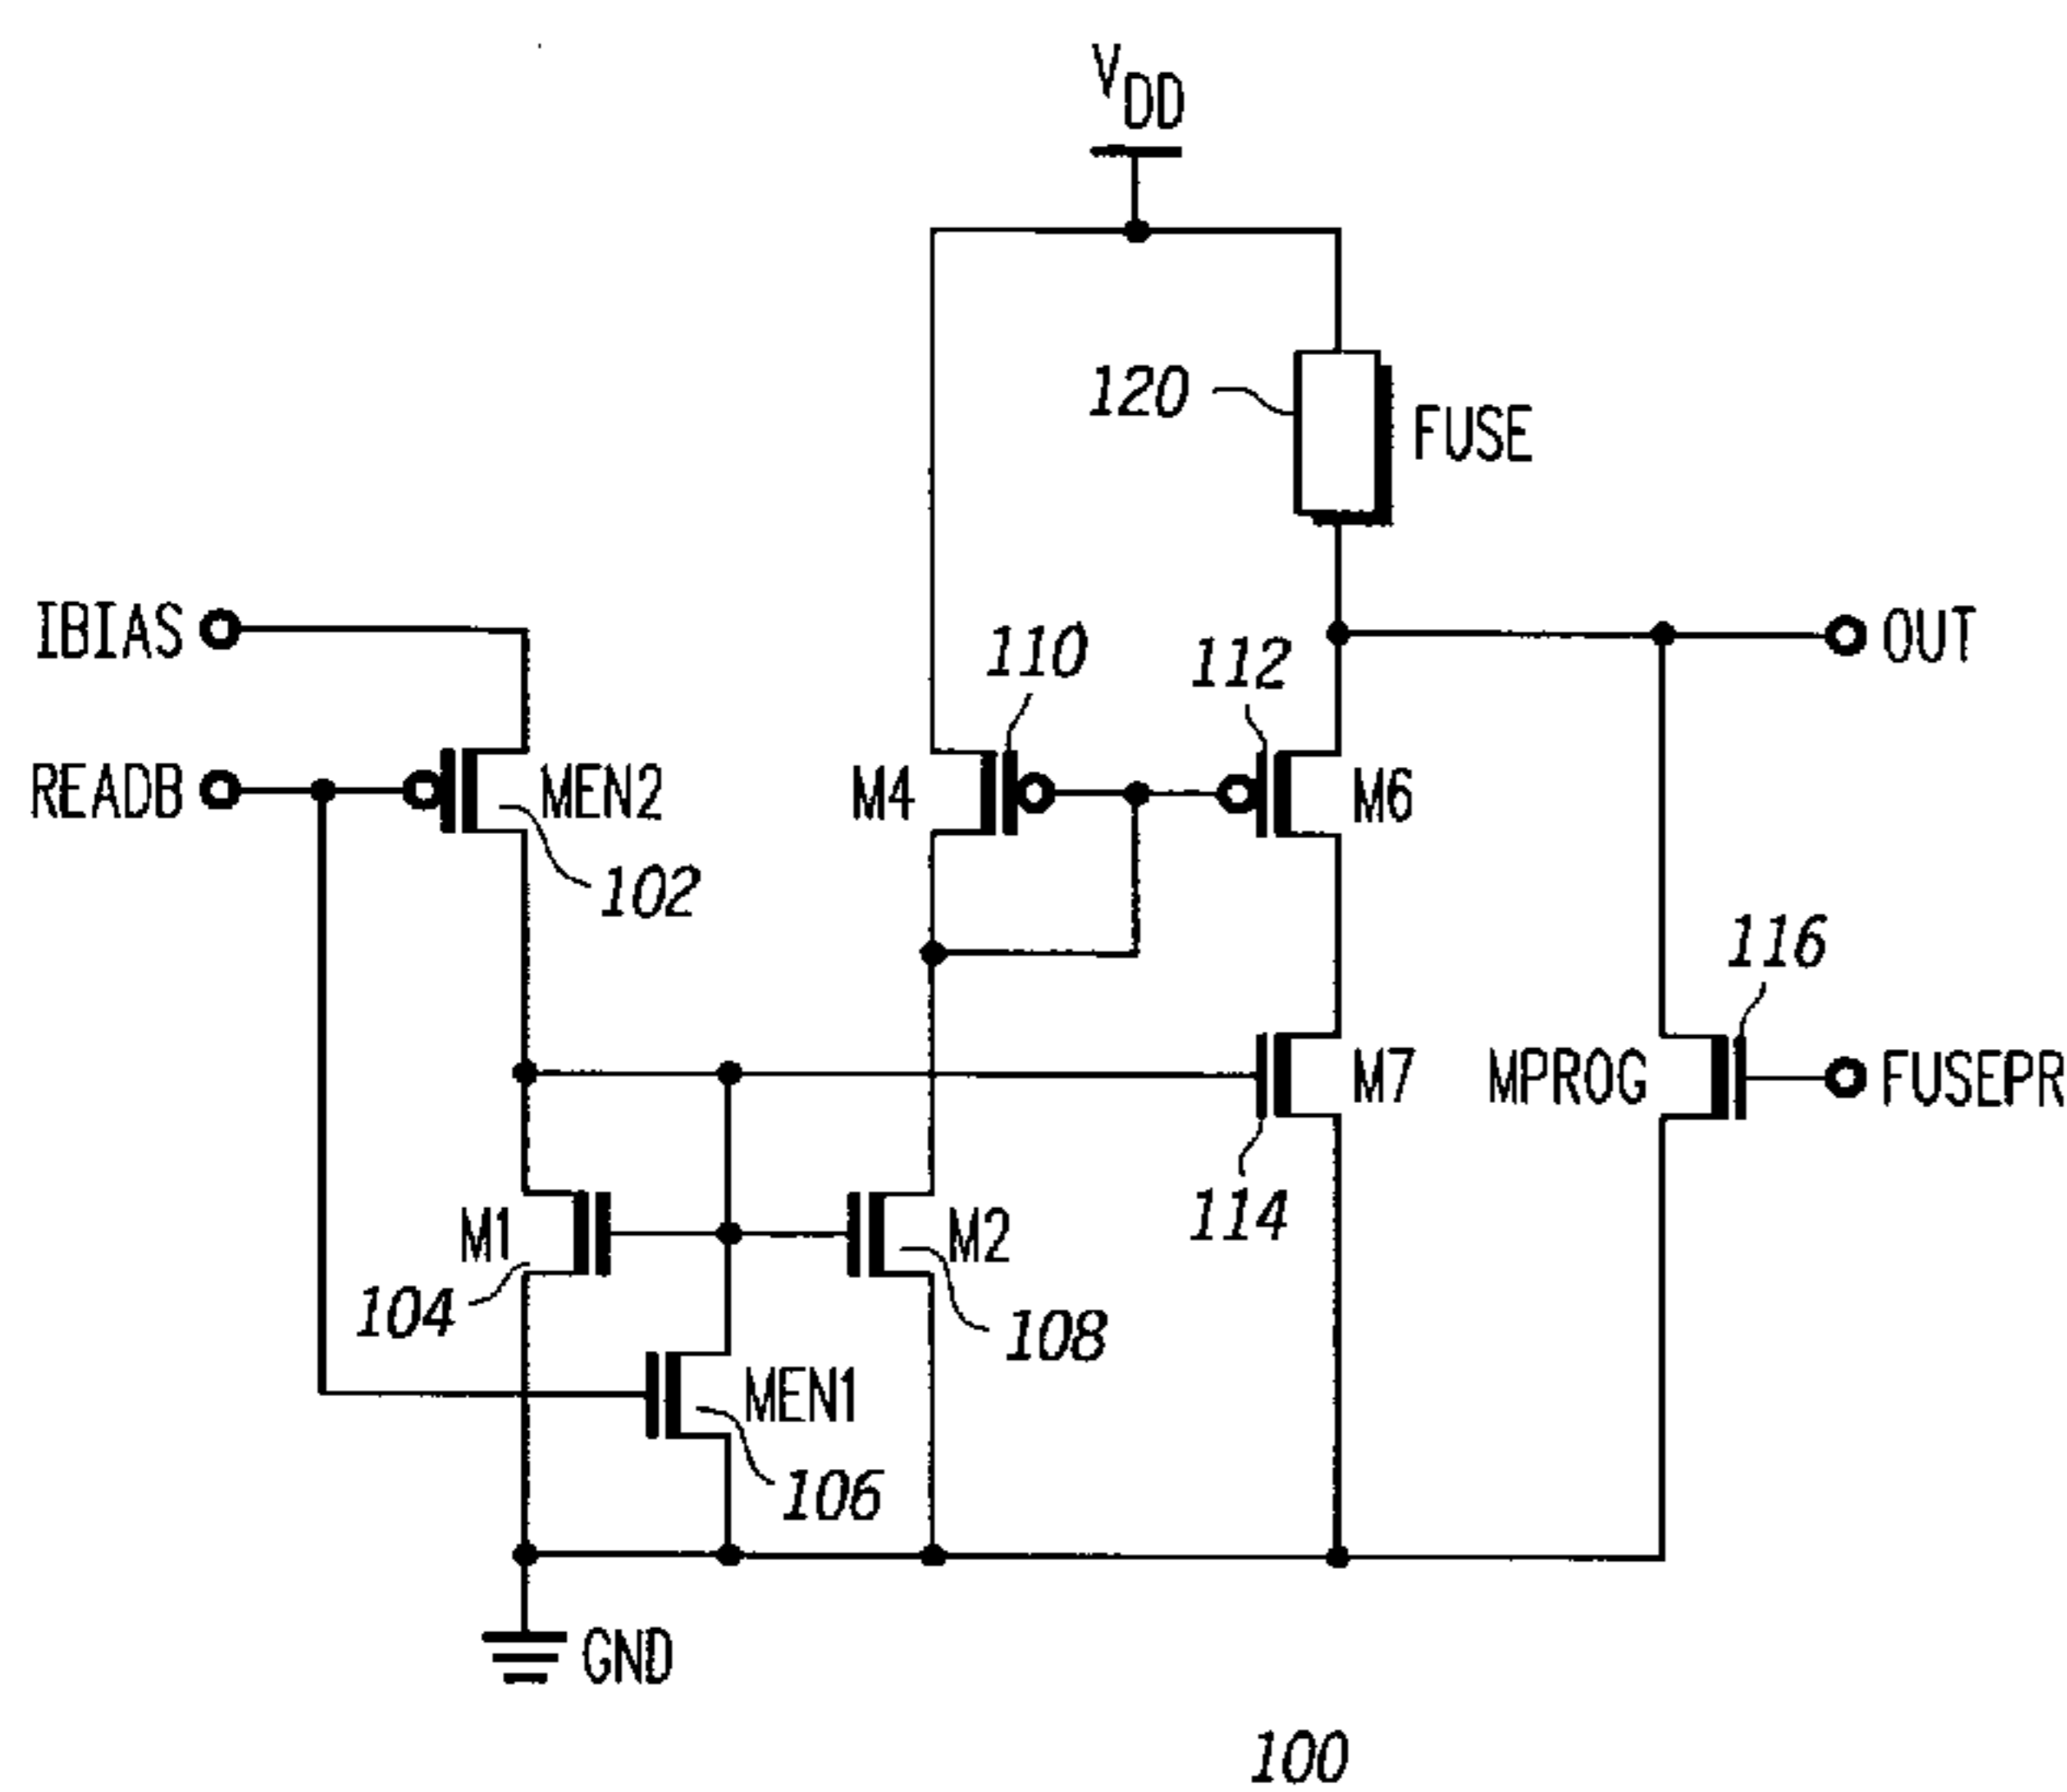 VDD
120
FUSE
IBIAS
110
112
OUT
READB
MEN2
M4
M6
102
116
M7
MPROG
FUSEPR
M1
M2
114
104
108
MEN1
106
GND
100